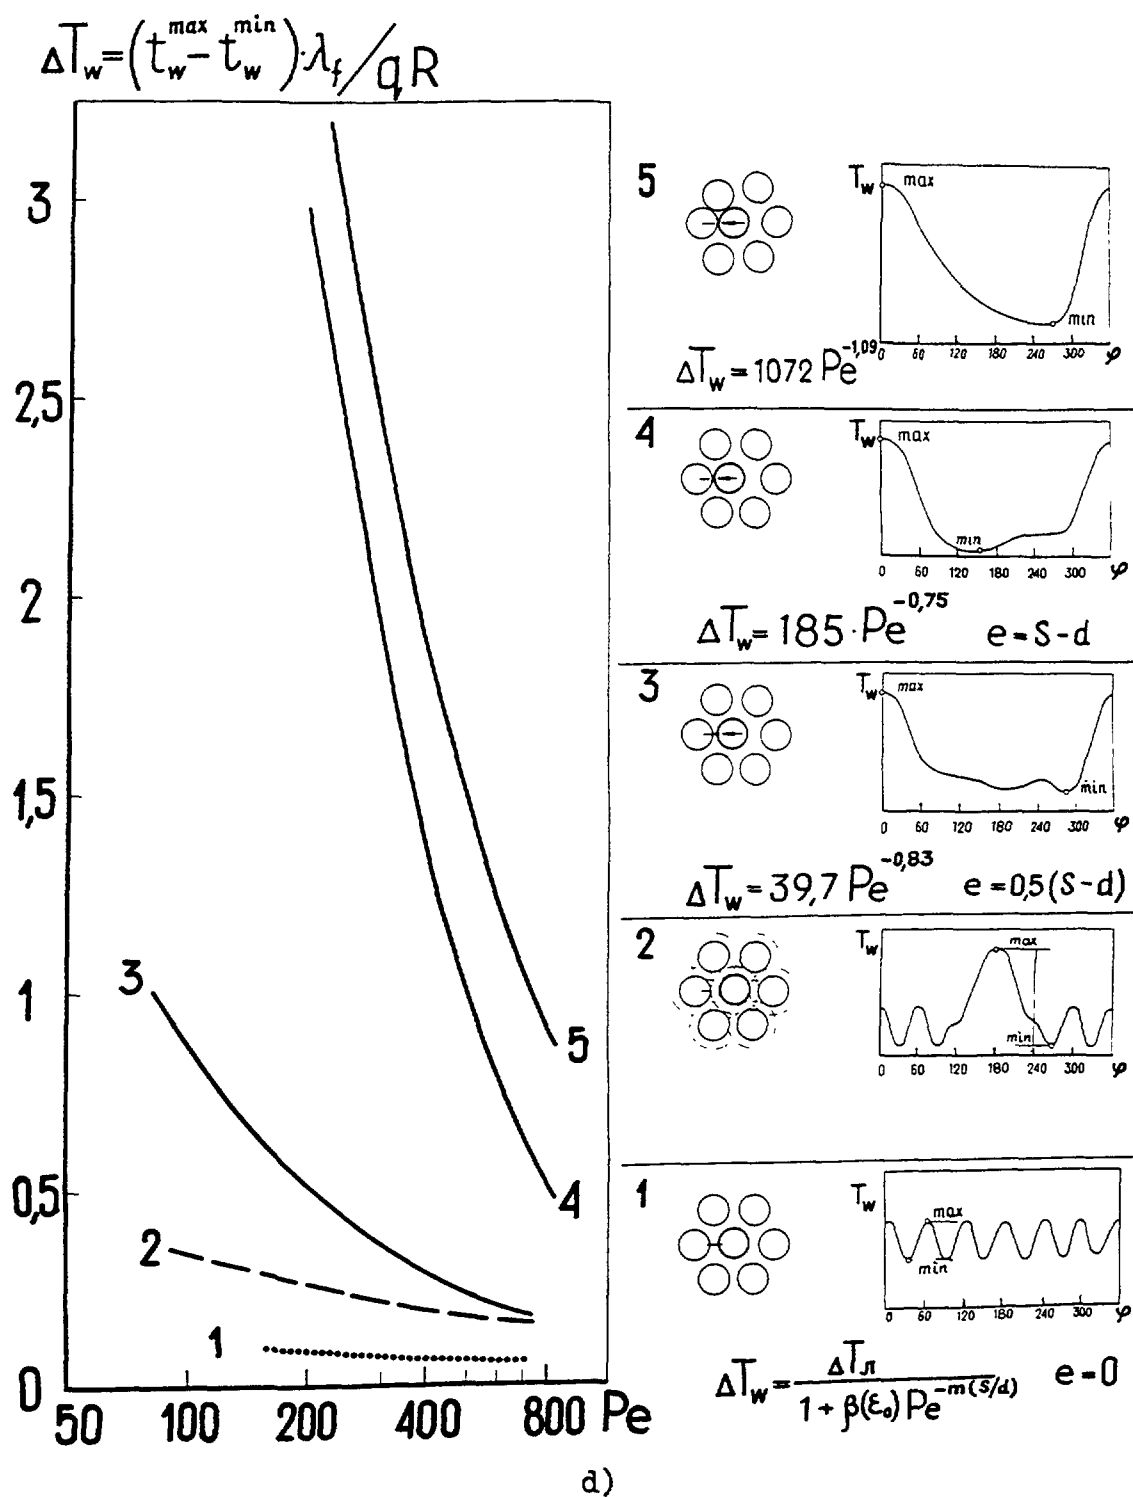 ΔT_w = (t_w^max - t_w^min)·λ_f / qR
3
2,5
2
1,5
1
0,5
0
50 100 200 400 800 Pe
5
4
3
2
1
5
T_w max
min
0 60 120 180 240 300 φ
ΔT_w = 1072 Pe^-1,09
4
T_w max
min
0 60 120 180 240 300 φ
ΔT_w = 185 · Pe^-0,75 e = S - d
3
T_w max
min
0 60 120 180 240 300 φ
ΔT_w = 39,7 Pe^-0,83 e = 0,5 (S - d)
2
T_w max
min
0 60 120 180 240 300 φ
1
T_w max
min
0 60 120 180 240 300 360 φ
ΔT_w = ΔT_л / 1 + β(ε_0) Pe^-m(S/d) e = 0
d)